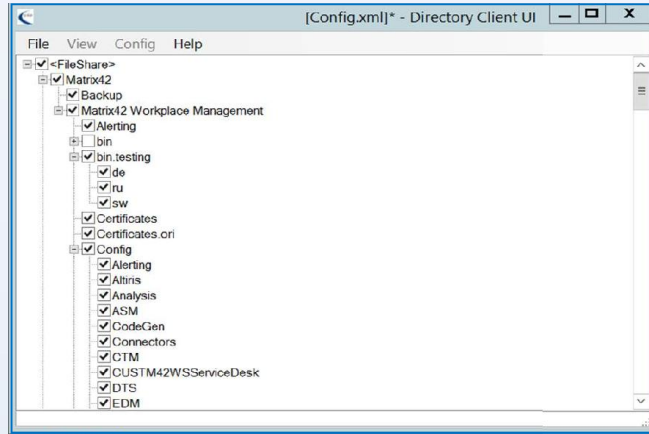 [Config.xml]* - Directory Client UI
File View Config Help
<FileShare>
Matrix42
Backup
Matrix42 Workplace Management
Alerting
bin
bin.testing
de
ru
sw
Certificates
Certificates.ori
Config
Alerting
Altiris
Analysis
ASM
CodeGen
Connectors
CTM
CUSTM42WSServiceDesk
DTS
EDM